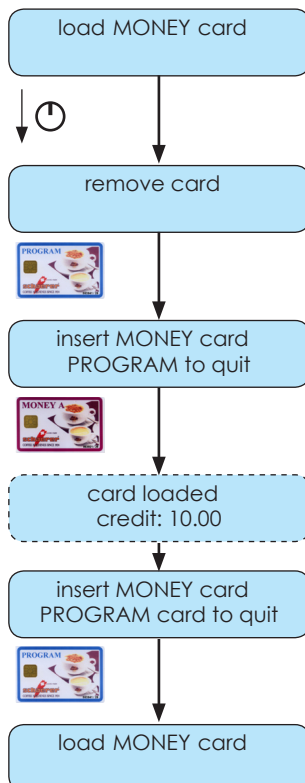 load MONEY card
remove card
PROGRAM
insert MONEY card
PROGRAM to quit
MONEY A
card loaded
credit: 10.00
insert MONEY card
PROGRAM card to quit
PROGRAM
load MONEY card